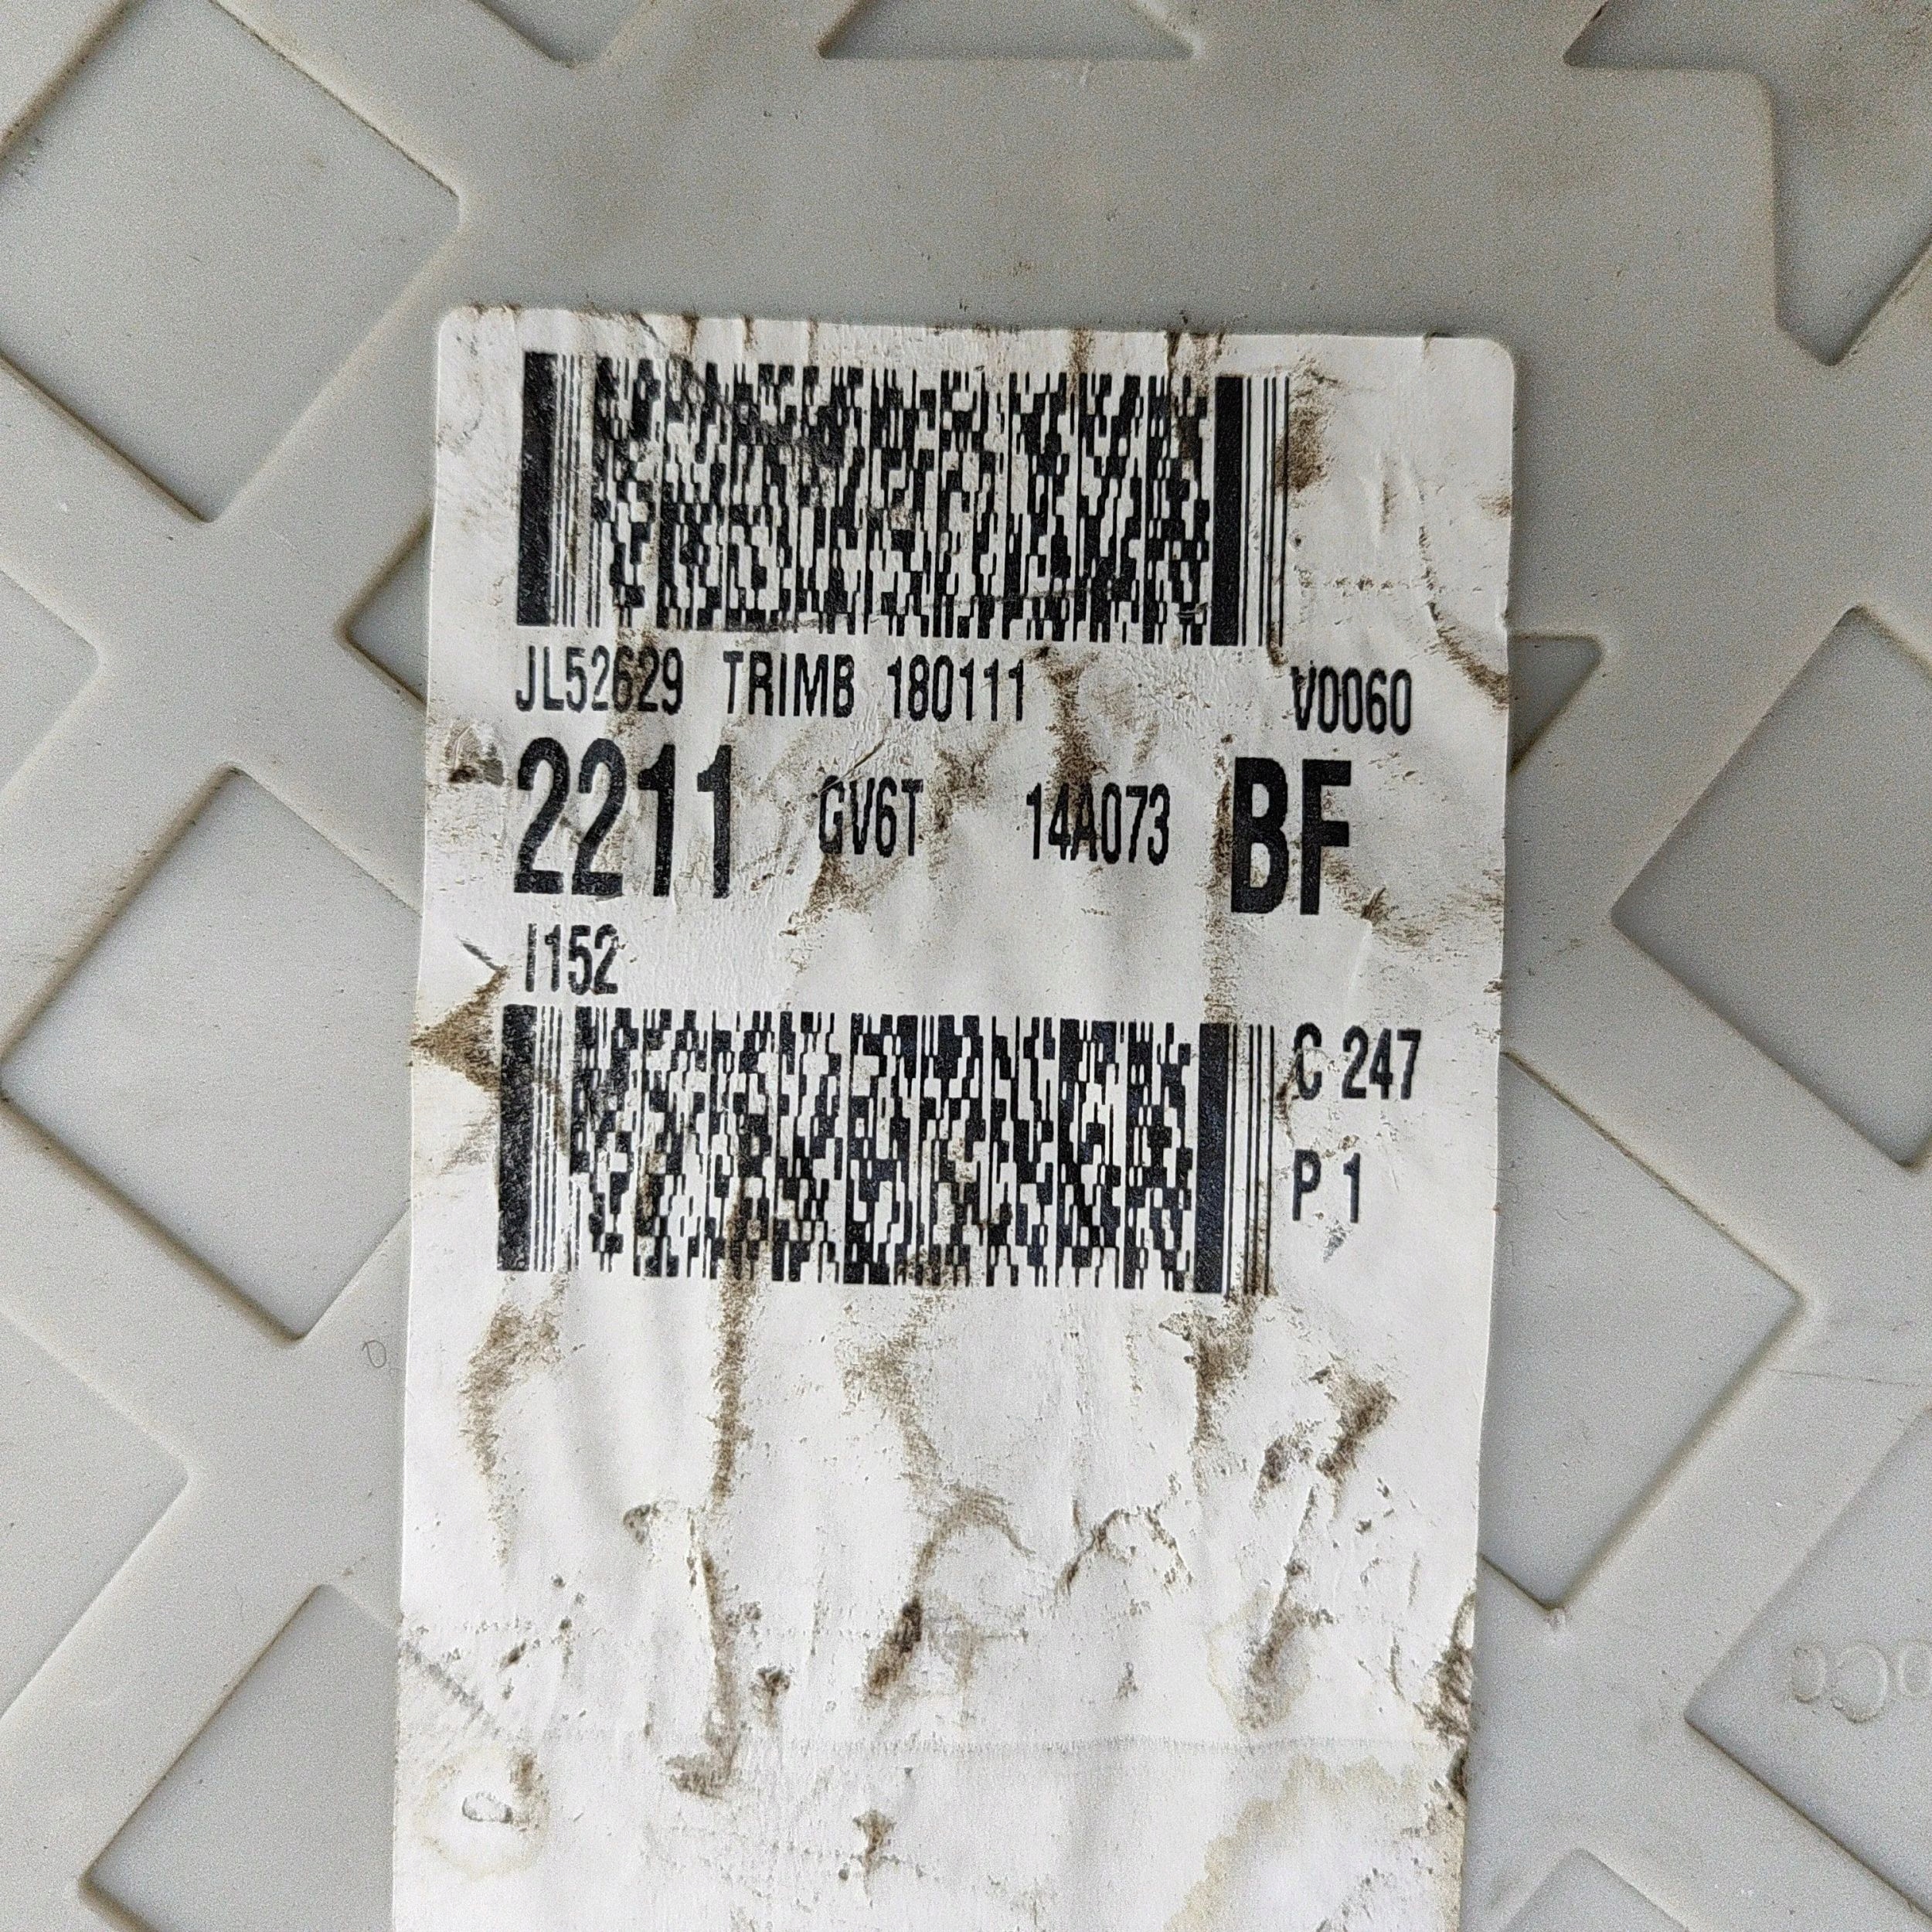 JL52629 TRIMB 180111 V0060
2211 GV6T 14A073 BF
I152
C 247
P 1